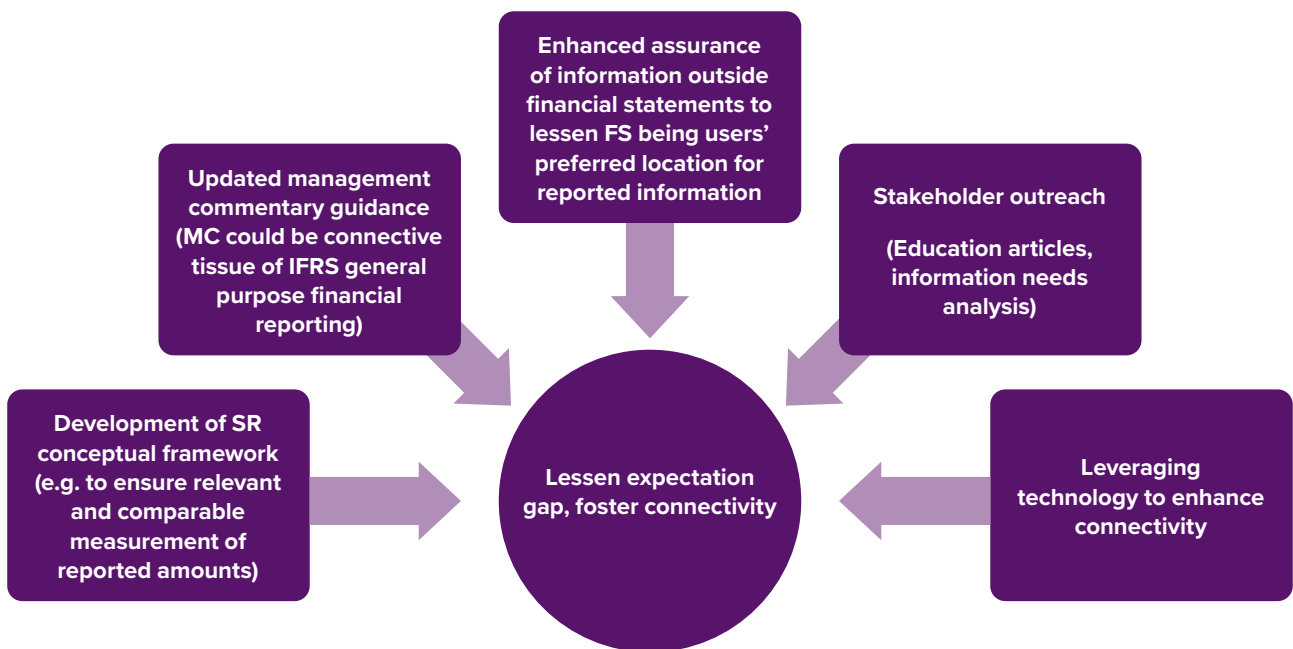 Development of SR
conceptual framework
(e.g. to ensure relevant
and comparable
measurement of
reported amounts)
Updated management
commentary guidance
(MC could be connective
tissue of IFRS general
purpose financial
reporting)
Enhanced assurance
of information outside
financial statements to
lessen FS being users’
preferred location for
reported information
Stakeholder outreach
(Education articles,
information needs
analysis)
Leveraging
technology to enhance
connectivity
Lessen expectation
gap, foster connectivity